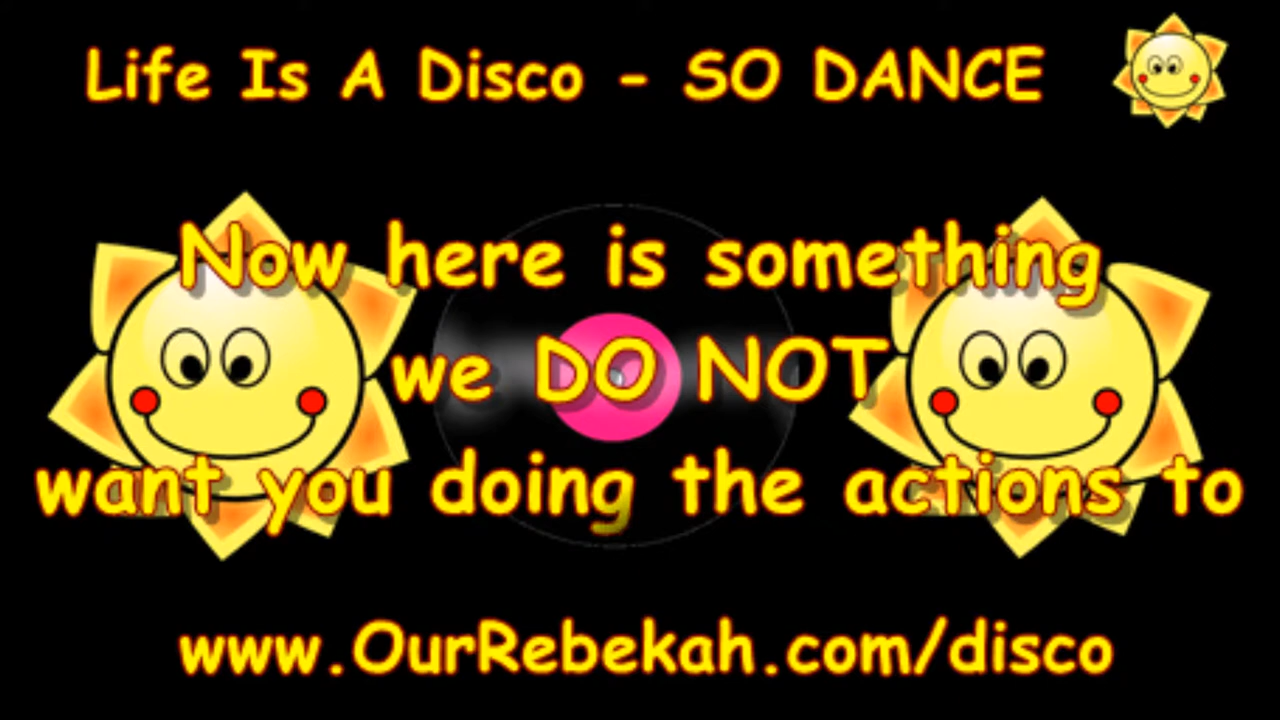 Life Is A Disco - SO DANCE
Now here is something
we DO NOT
want you doing the actions to
www.OurRebekah.com/disco